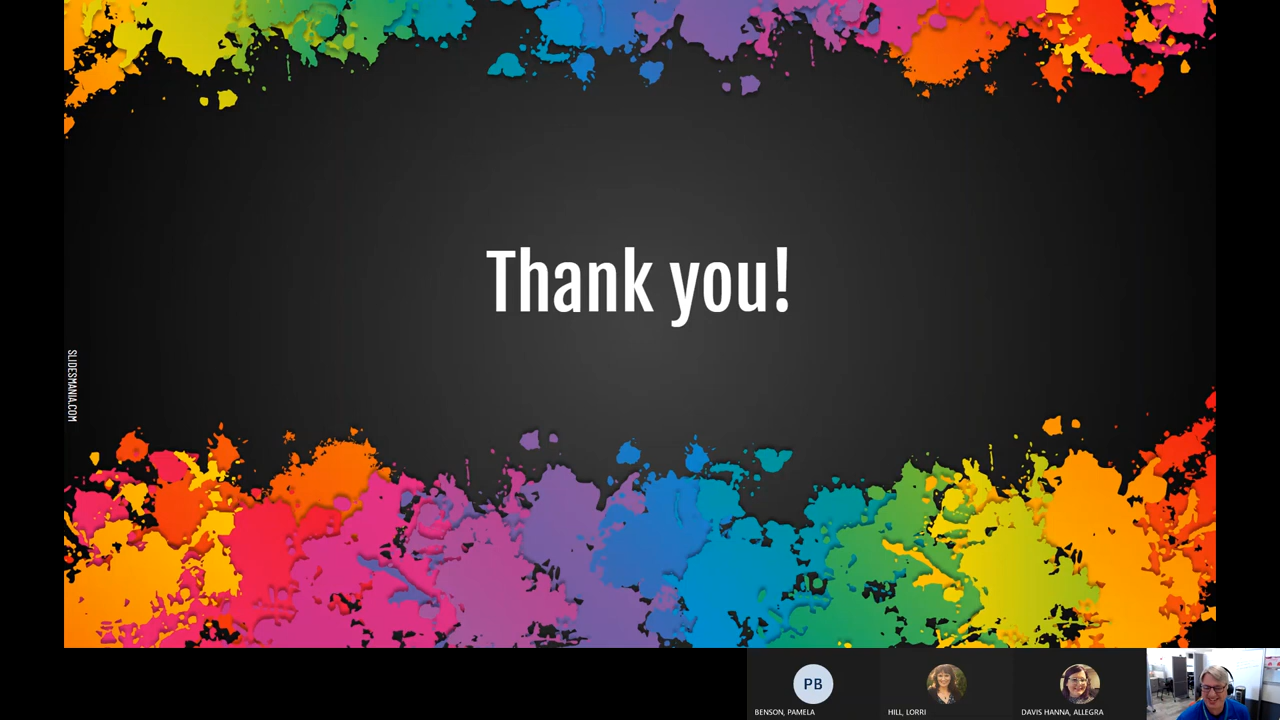 Thank you!
SLIDESMANIA.COM
PB
BENSON, PAMELA
HILL, LORRI
DAVIS HANNA, ALLEGRA